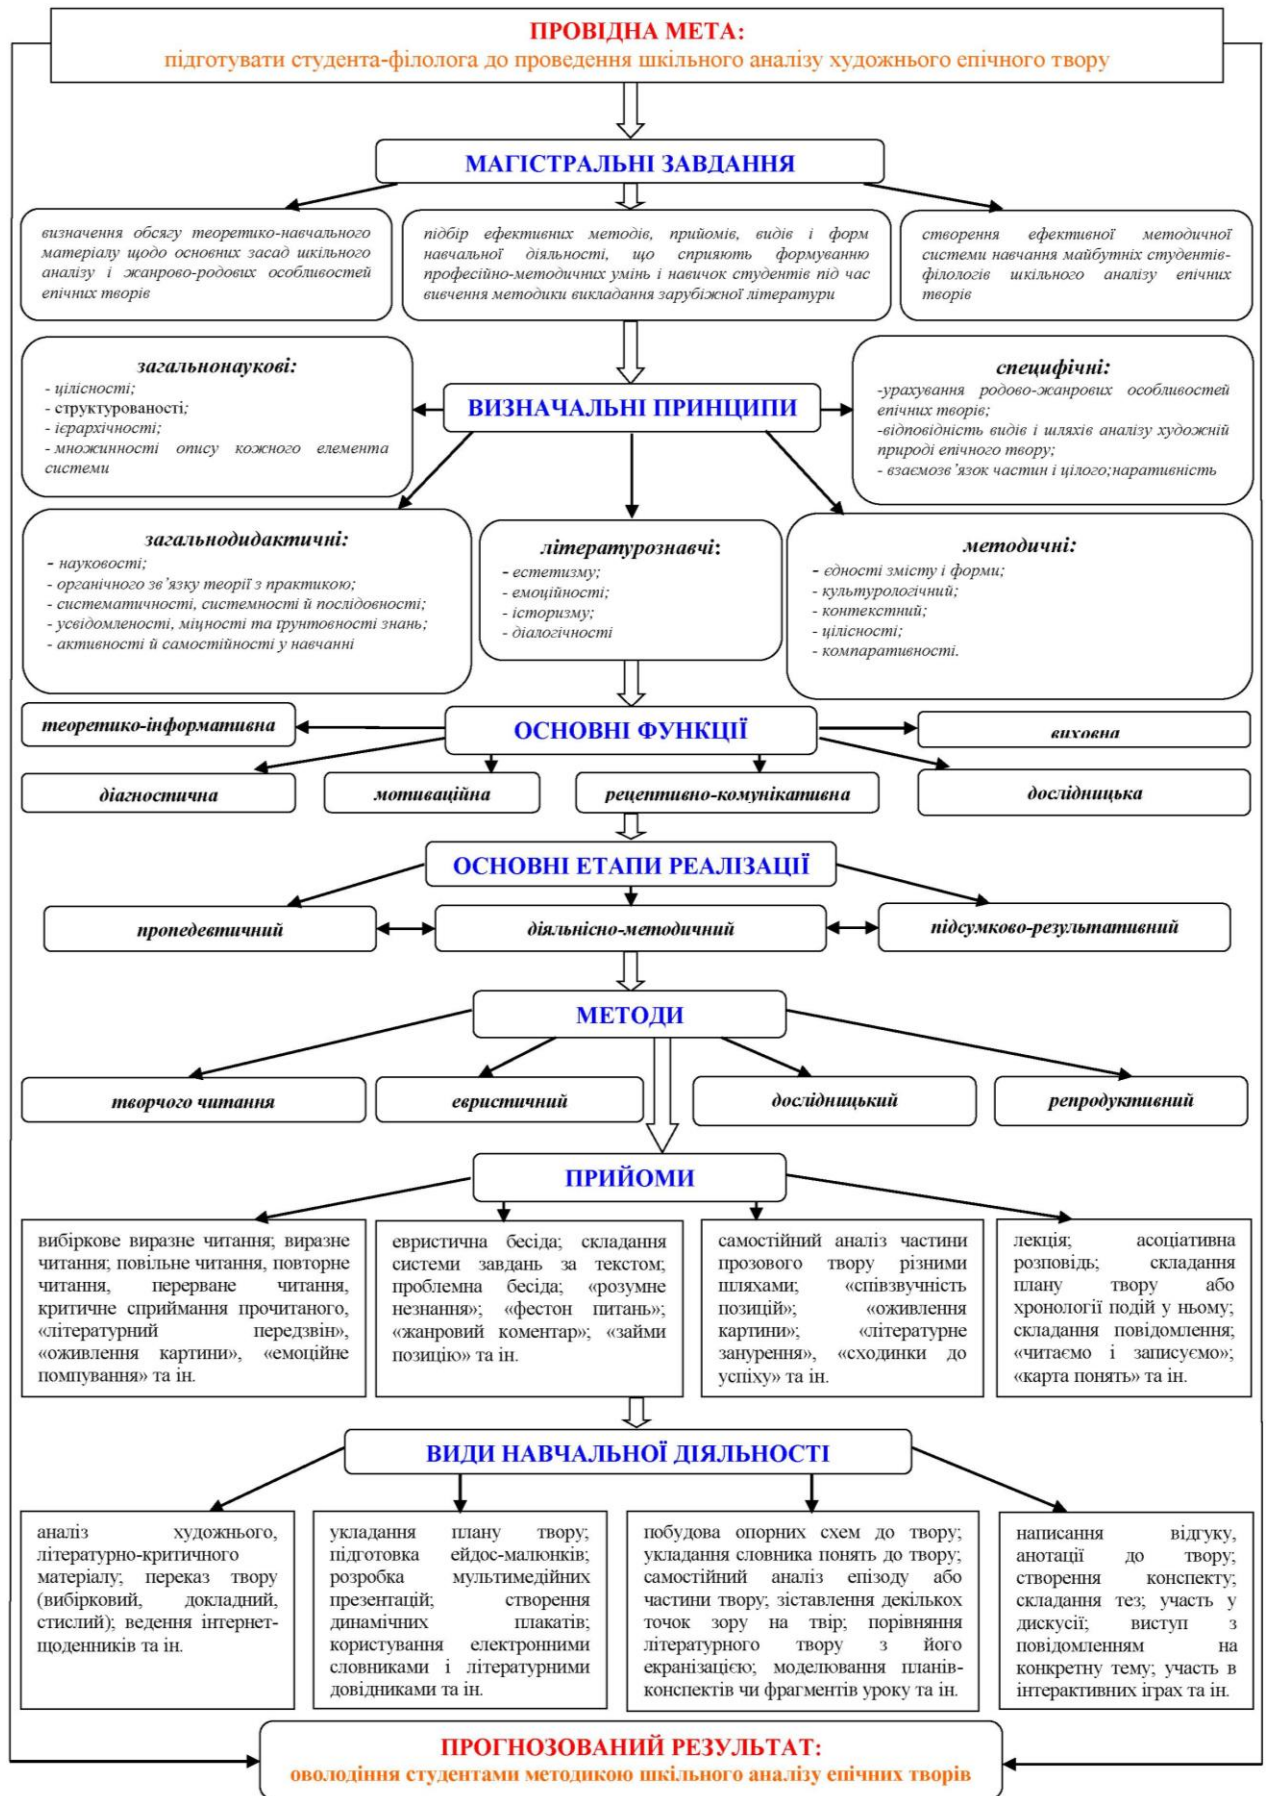 ПРОВІДНА МЕТА:
підготувати студента-філолога до проведення шкільного аналізу художнього епічного твору
МАГІСТРАЛЬНІ ЗАВДАННЯ
визначення обсягу теоретико-навчального
матеріалу щодо основних засад шкільного
аналізу і жанрово-родових особливостей
епічних творів
підбір ефективних методів, прийомів, видів і форм
навчальної діяльності, що сприяють формуванню
професійно-методичних умінь і навичок студентів під час
вивчення методики викладання зарубіжної літератури
створення ефективної методичної
системи навчання майбутніх студентів-
філологів шкільного аналізу епічних
творів
загальнонаукові:
- цілісності;
- структурованості;
- ієрархічності;
- множинності опису кожного елемента
системи
ВИЗНАЧАЛЬНІ ПРИНЦИПИ
специфічні:
-урахування родово-жанрових особливостей
епічних творів;
-відповідність видів і шляхів аналізу художній
природі епічного твору;
- взаємозв’язок частин і цілого;наративність
загальнодидактичні:
- науковості;
- органічного зв’язку теорії з практикою;
- систематичності, системності й послідовності;
- усвідомленості, міцності та ґрунтовності знань;
- активності й самостійності у навчанні
літературознавчі:
- естетизму;
- емоційності;
- історизму;
- діалогічності
методичні:
- єдності змісту і форми;
- культурологічний;
- контекстний;
- цілісності;
- компаративності.
теоретико-інформативна
ОСНОВНІ ФУНКЦІЇ
виховна
діагностична
мотиваційна
рецептивно-комунікативна
дослідницька
ОСНОВНІ ЕТАПИ РЕАЛІЗАЦІЇ
пропедевтичний
діяльнісно-методичний
підсумково-результативний
МЕТОДИ
творчого читання
евристичний
дослідницький
репродуктивний
ПРИЙОМИ
вибіркове виразне читання; виразне
читання; повільне читання, повторне
читання, перерване читання,
критичне сприймання прочитаного,
«літературний передзвін»,
«оживлення картини», «емоційне
помпування» та ін.
евристична бесіда; складання
системи завдань за текстом;
проблемна бесіда; «розумне
незнання»; «фестон питань»;
«жанровий коментар»; «займи
позицію» та ін.
самостійний аналіз частини
прозового твору різними
шляхами; «співзвучність
позицій»; «оживлення
картини»; «літературне
занурення», «сходинки до
успіху» та ін.
лекція; асоціативна
розповідь; складання
плану твору або
хронології подій у ньому;
складання повідомлення;
«читаємо і записуємо»;
«карта понять» та ін.
ВИДИ НАВЧАЛЬНОЇ ДІЯЛЬНОСТІ
аналіз художнього,
літературно-критичного
матеріалу; переказ твору
(вибірковий, докладний,
стислий); ведення інтернет-
щоденників та ін.
укладання плану твору;
підготовка ейдос-малюнків;
розробка мультимедійних
презентацій; створення
динамічних плакатів;
користування електронними
словниками і літературними
довідниками та ін.
побудова опорних схем до твору;
укладання словника понять до твору;
самостійний аналіз епізоду або
частини твору; зіставлення декількох
точок зору на твір; порівняння
літературного твору з його
екранізацією; моделювання планів-
конспектів чи фрагментів уроку та ін.
написання відгуку,
анотації до твору;
створення конспекту;
складання тез; участь у
дискусії; виступ з
повідомленням на
конкретну тему; участь в
інтерактивних іграх та ін.
ПРОГНОЗОВАНИЙ РЕЗУЛЬТАТ:
оволодіння студентами методикою шкільного аналізу епічних творів